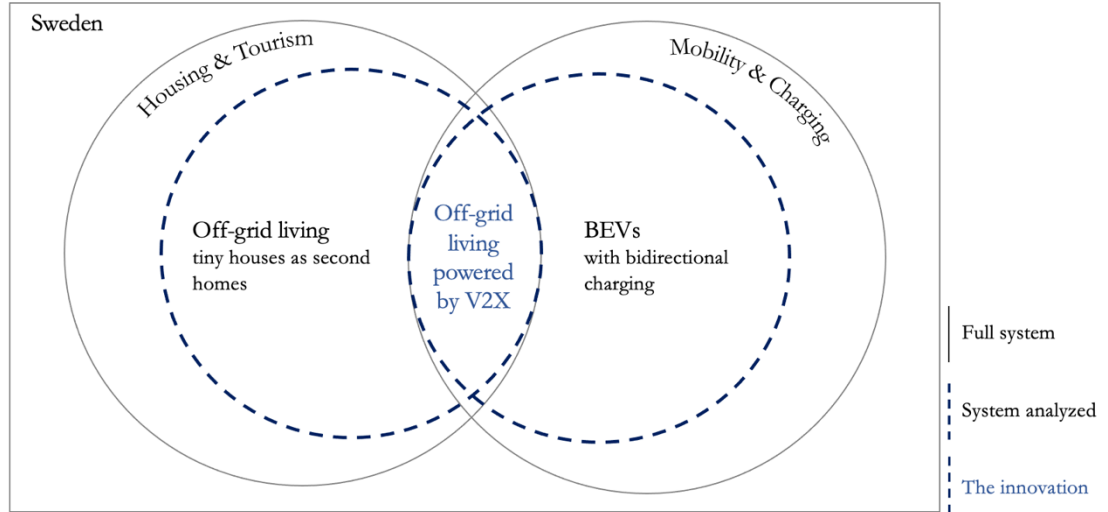 Sweden
Housing & Tourism
Mobility & Charging
Off-grid living
tiny houses as second
homes
Off-grid
living
powered
by V2X
BEVs
with bidirectional
charging
Full system
System analyzed
The innovation